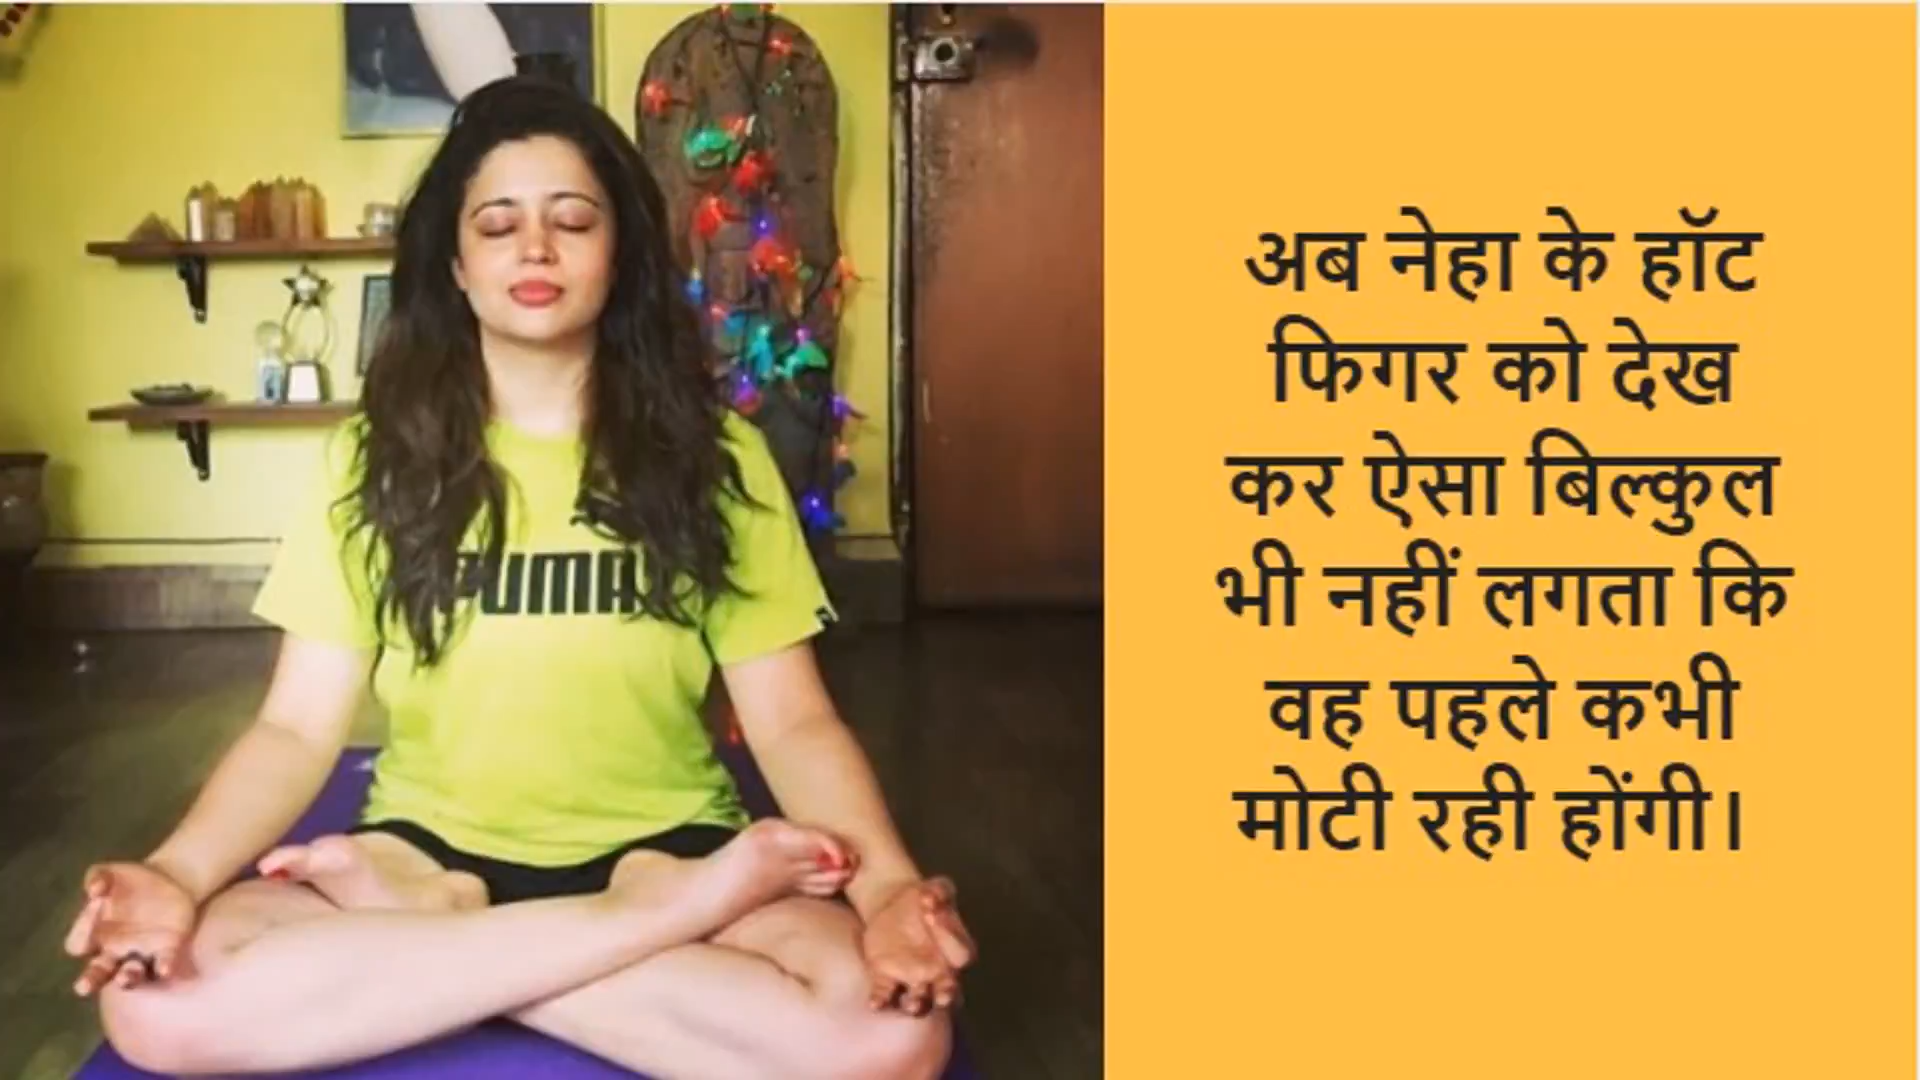 PUMA
अब नेहा के हॉट
फिगर को देख
कर ऐसा बिल्कुल
भी नहीं लगता कि
वह पहले कभी
मोटी रही होंगी।